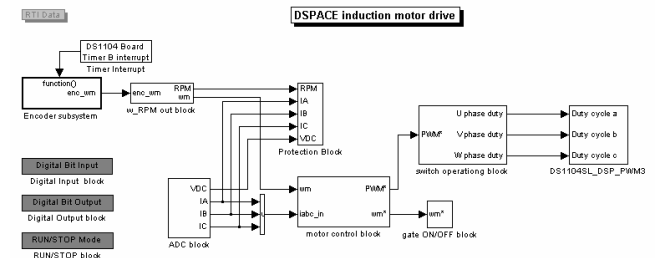 RTI Data
DSPACE induction motor drive
DS1104 Board
Timer B interrupt
Timer Interrupt
function()
enc_wm
Encoder subsystem
enc_wm
RPM
wm
w_RPM out block
RPM
IA
IB
IC
VDC
Protection Block
U phase duty
PWM*
V phase duty
W phase duty
switch operationg block
Duty cycle a
Duty cycle b
Duty cycle c
DS1104SL_DSP_PWM3
Digital Bit Input
Digital Input block
Digital Bit Output
Digital Output block
RUN/STOP Mode
RUN/STOP block
VDC
IA
IB
IC
ADC block
wm
PWM*
Iabc_in
wm*
motor control block
wm*
gate ON/OFF block